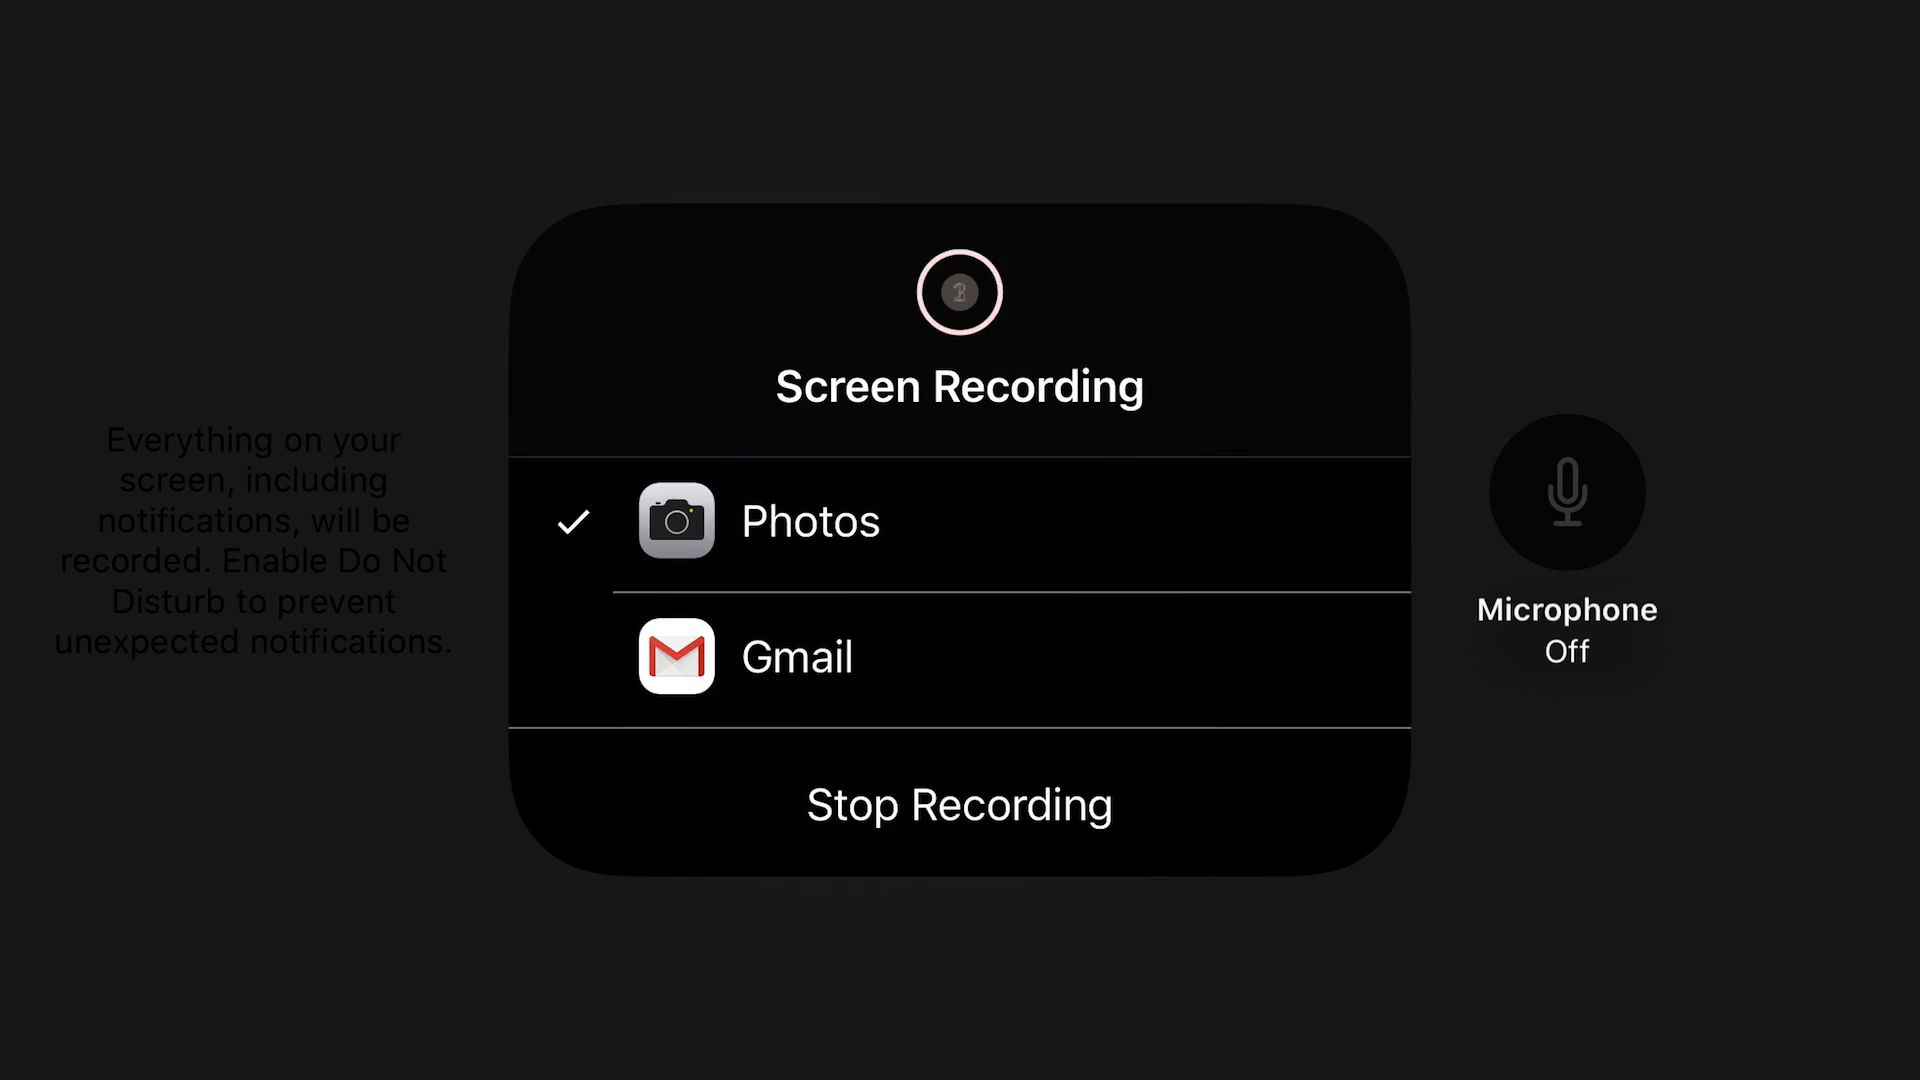 Screen Recording
Everything on your
screen, including
notifications, will be
recorded. Enable Do Not
Disturb to prevent
unexpected notifications.
Photos
Gmail
Stop Recording
Microphone
Off